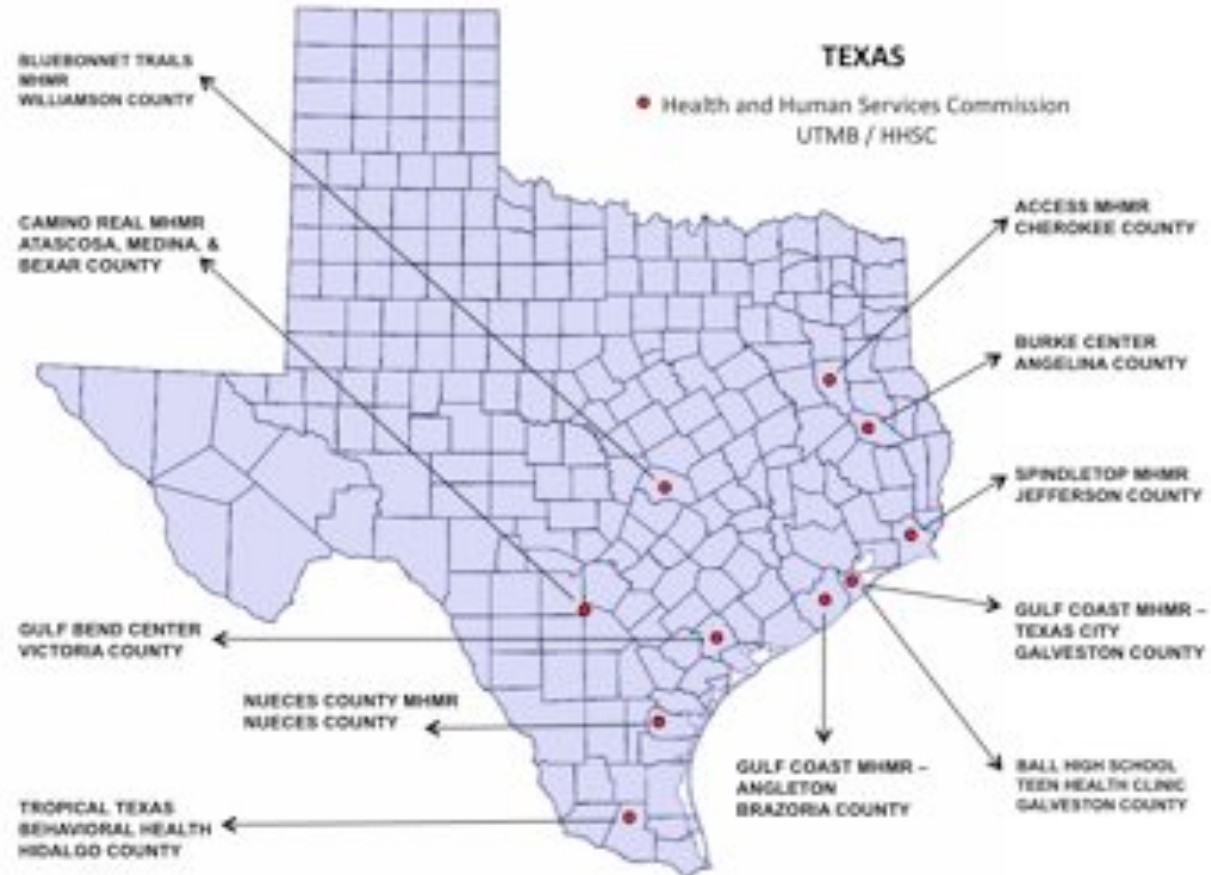 TEXAS
Health and Human Services Commission
UTMB / HHSC
BLUEBONNET TRAILS
MHMR
WILLIAMSON COUNTY
CAMINO REAL MHMR
ATASCOSA, MEDINA, &
BEXAR COUNTY
GULF BEND CENTER
VICTORIA COUNTY
NUECES COUNTY MHMR
NUECES COUNTY
TROPICAL TEXAS
BEHAVIORAL HEALTH
HIDALGO COUNTY
ACCESS MHMR
CHEROKEE COUNTY
BURKE CENTER
ANGELINA COUNTY
SPINDLETOP MHMR
JEFFERSON COUNTY
GULF COAST MHMR –
TEXAS CITY
GALVESTON COUNTY
GULF COAST MHMR –
ANGLETON
BRAZORIA COUNTY
BALL HIGH SCHOOL
TEEN HEALTH CLINIC
GALVESTON COUNTY